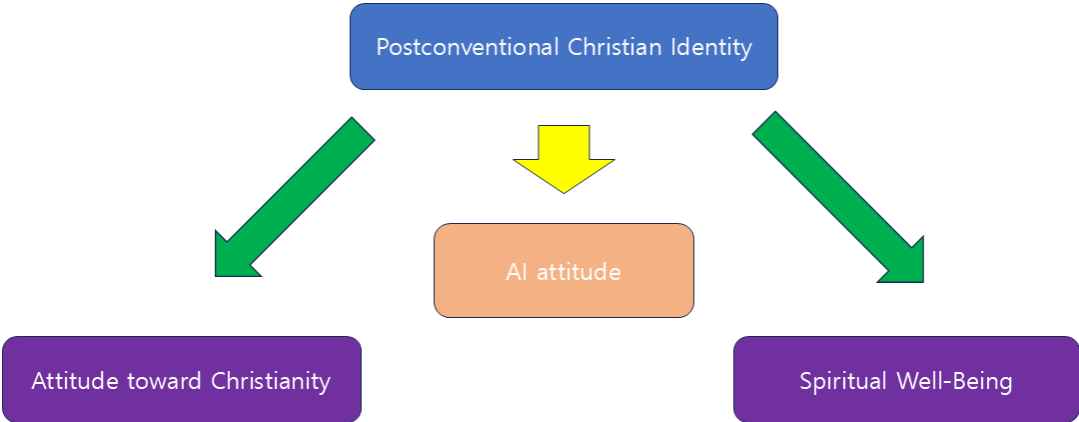 Postconventional Christian Identity
AI attitude
Attitude toward Christianity
Spiritual Well-Being